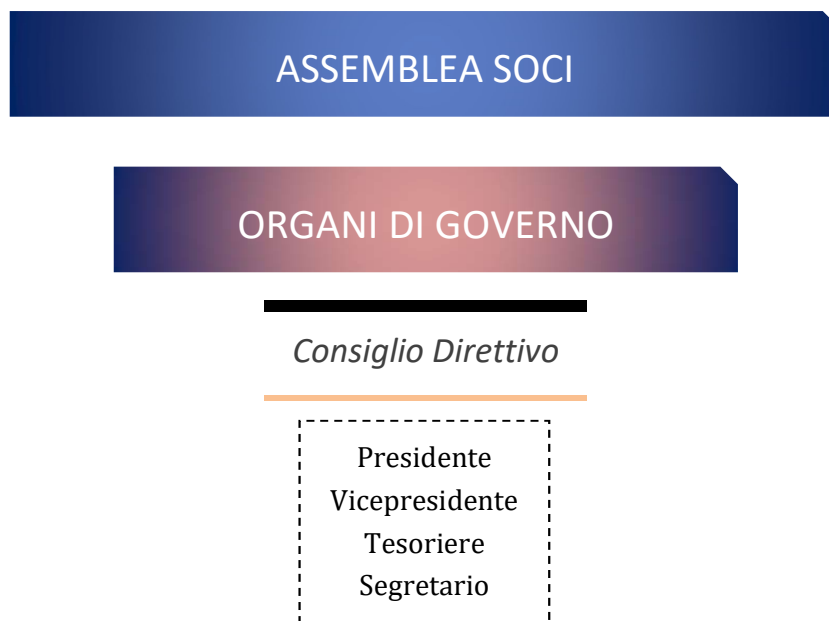 ASSEMBLEA SOCI
ORGANI DI GOVERNO
Consiglio Direttivo
Presidente
Vicepresidente
Tesoriere
Segretario